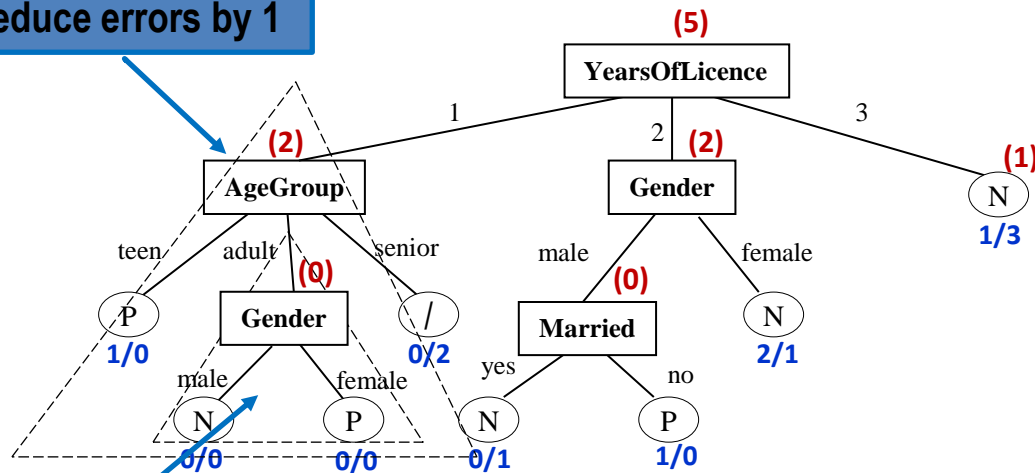 educe errors by 1
(5)
YearsOfLicence
1
2
3
(2)
(2)
(1)
AgeGroup
Gender
N
1/3
teen
adult
senior
male
female
(0)
(0)
P
Gender
/
Married
N
1/0
0/2
2/1
male
female
yes
no
N
P
N
P
0/0
0/0
0/1
1/0